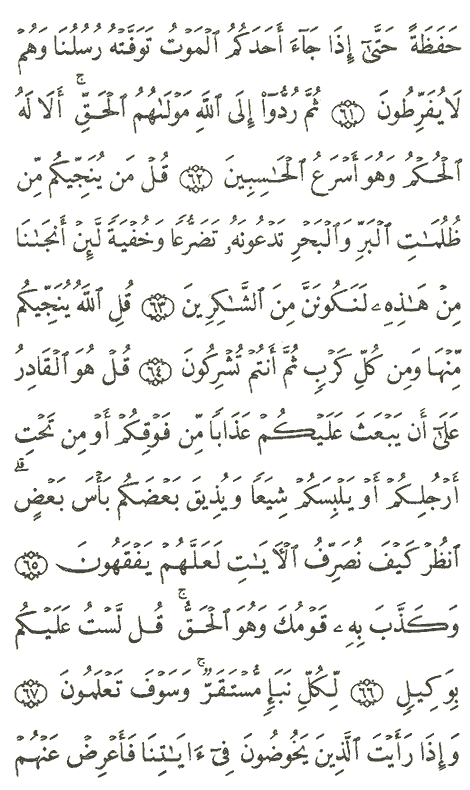 حَفَظَةً حَتَّىٰٓ إِذَا جَآءَ أَحَدَكُمُ ٱلْمَوْتُ تَوَفَّتْهُ رُسُلُنَا وَهُمْ
لَا يُفَرِّطُونَ ﴿٦١﴾ ثُمَّ رُدُّوٓا۟ إِلَى ٱللَّهِ مَوْلَىٰهُمُ ٱلْحَقِّ ۚ أَلَا لَهُ
ٱلْحُكْمُ وَهُوَ أَسْرَعُ ٱلْحَٰسِبِينَ ﴿٦٢﴾ قُلْ مَن يُنَجِّيكُم مِّن
ظُلُمَٰتِ ٱلْبَرِّ وَٱلْبَحْرِ تَدْعُونَهُۥ تَضَرُّعًا وَخُفْيَةً لَّئِنْ أَنجَىٰنَا
مِنْ هَٰذِهِۦ لَنَكُونَنَّ مِنَ ٱلشَّٰكِرِينَ ﴿٦٣﴾ قُلِ ٱللَّهُ يُنَجِّيكُم
مِّنْهَا وَمِن كُلِّ كَرْبٍ ثُمَّ أَنتُمْ تُشْرِكُونَ ﴿٦٤﴾ قُلْ هُوَ ٱلْقَادِرُ
عَلَىٰٓ أَن يَبْعَثَ عَلَيْكُمْ عَذَابًا مِّن فَوْقِكُمْ أَوْ مِن تَحْتِ
أَرْجُلِكُمْ أَوْ يَلْبِسَكُمْ شِيَعًا وَيُذِيقَ بَعْضَكُم بَأْسَ بَعْضٍ ۗ
ٱنظُرْ كَيْفَ نُصَرِّفُ ٱلْءَايَٰتِ لَعَلَّهُمْ يَفْقَهُونَ ﴿٦٥﴾
وَكَذَّبَ بِهِۦ قَوْمُكَ وَهُوَ ٱلْحَقُّ ۚ قُل لَّسْتُ عَلَيْكُم
بِوَكِيلٍ ﴿٦٦﴾ لِّكُلِّ نَبَإٍ مُّسْتَقَرٌّ ۚ وَسَوْفَ تَعْلَمُونَ ﴿٦٧﴾
وَإِذَا رَأَيْتَ ٱلَّذِينَ يَخُوضُونَ فِىٓ ءَايَٰتِنَا فَأَعْرِضْ عَنْهُمْ